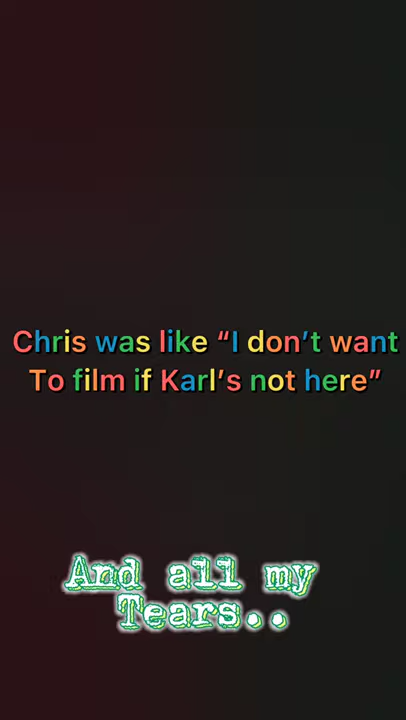 Chris was like “I don’t want
To film if Karl’s not here”
And all my
Tears..